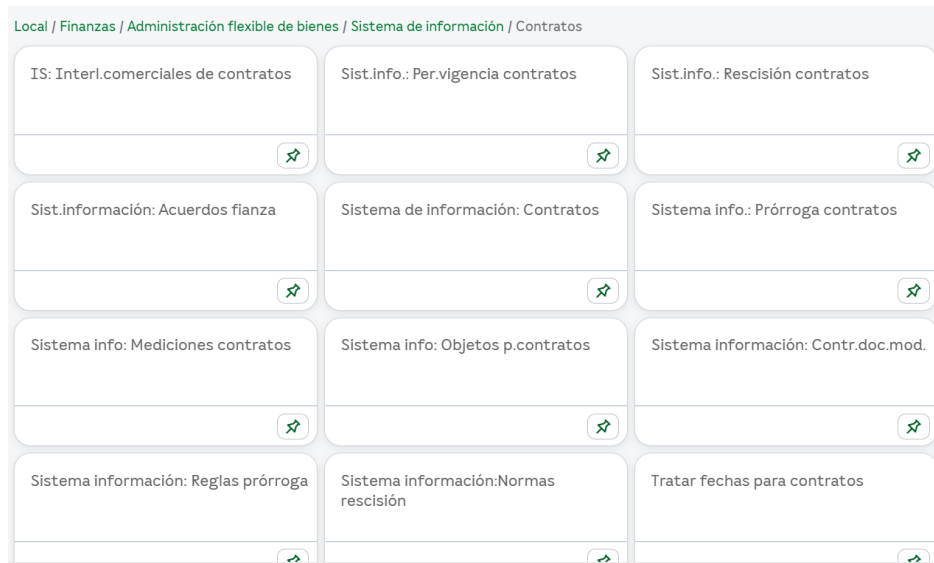 Local / Finanzas / Administración flexible de bienes / Sistema de información / Contratos
IS: Interl.comerciales de contratos
Sist.info.: Per.vigencia contratos
Sist.info.: Rescisión contratos
Sist.información: Acuerdos fianza
Sistema de información: Contratos
Sistema info.: Prórroga contratos
Sistema info: Mediciones contratos
Sistema info: Objetos p.contratos
Sistema información: Contr.doc.mod.
Sistema información: Reglas prórroga
Sistema información:Normas
rescisión
Tratar fechas para contratos